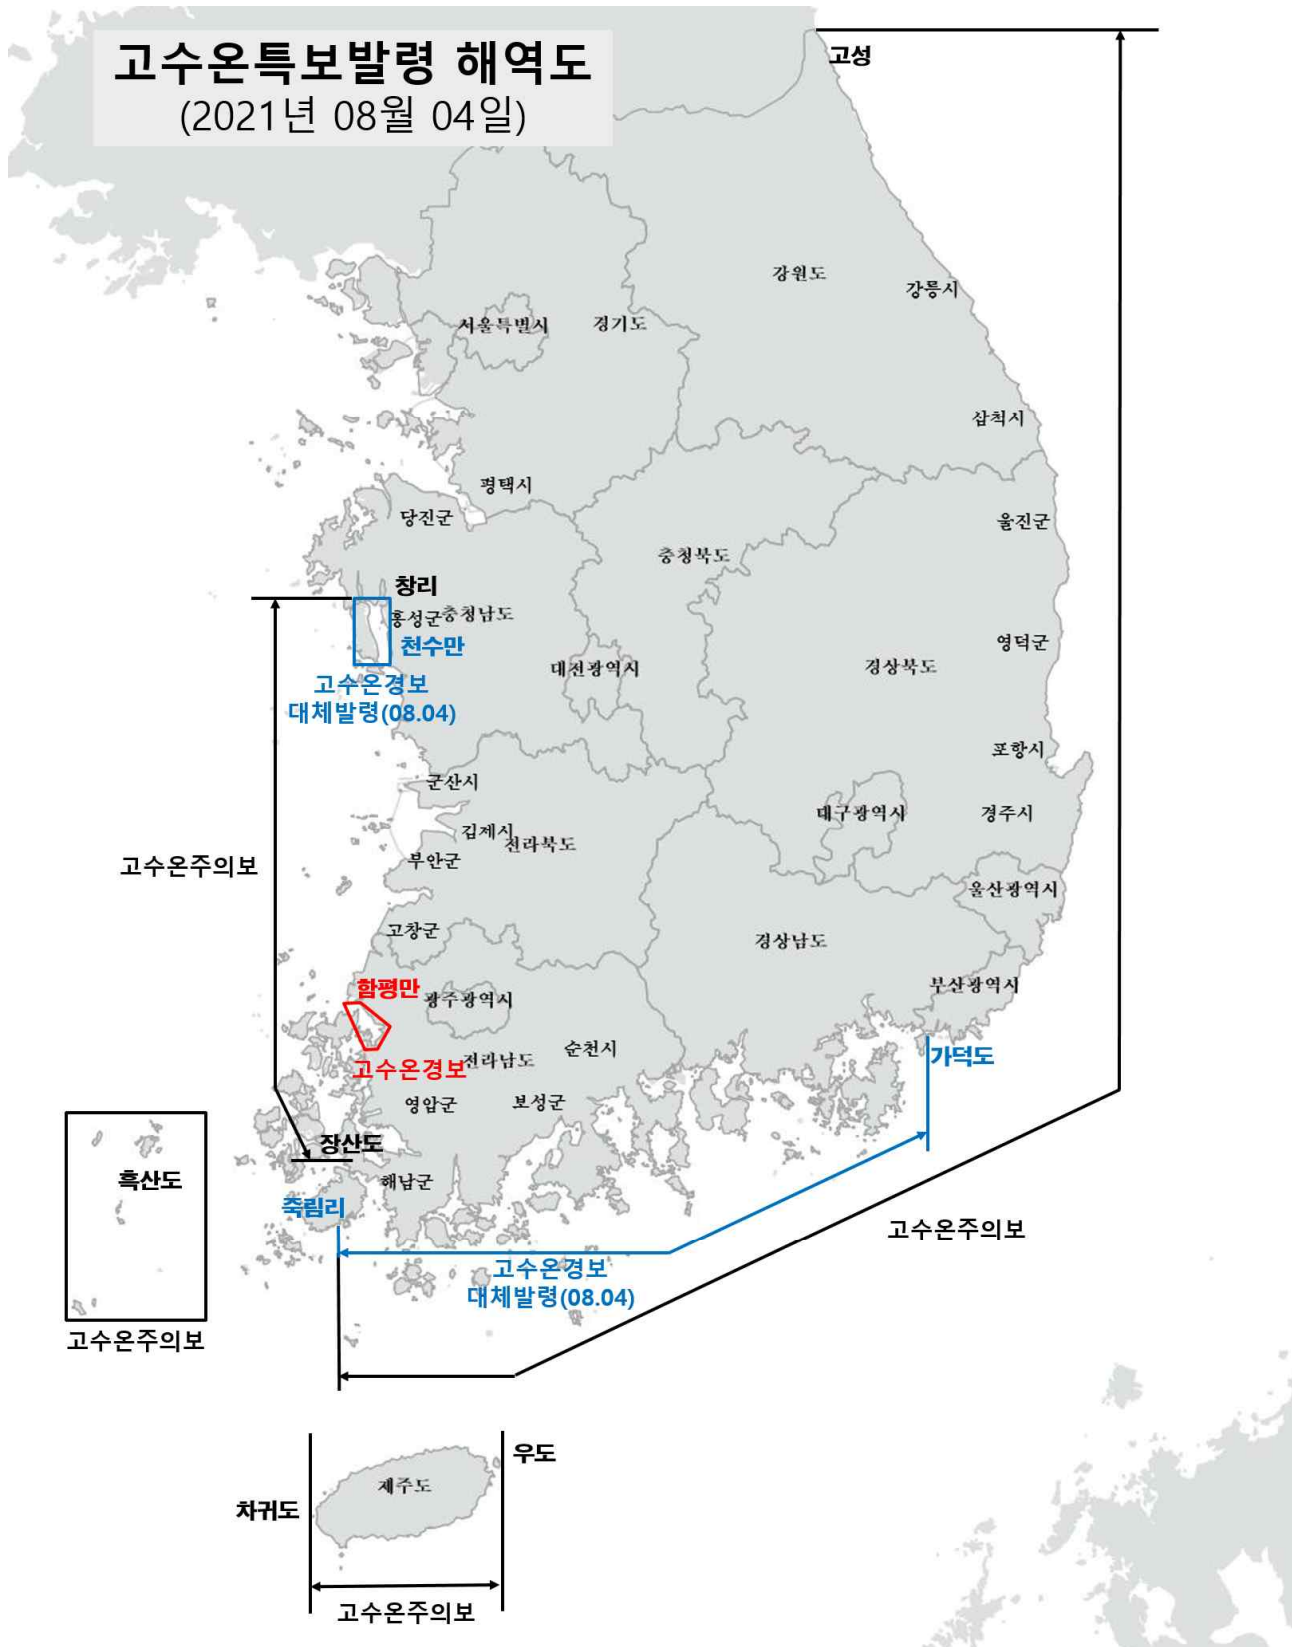 고수온특보발령 해역도
(2021년 08월 04일)
고성
강원도
강릉시
서울특별시
경기도
삼척시
평택시
당진군
울진군
충청북도
창리
홍성군
충청남도
천수만
영덕군
대전광역시
경상북도
고수온경보
대체발령(08.04)
포항시
군산시
대구광역시
경주시
김제시
전라북도
부안군
고수온주의보
울산광역시
고창군
경상남도
함평만
광주광역시
부산광역시
순천시
가덕도
전라남도
고수온경보
영암군
보성군
장산도
흑산도
해남군
죽림리
고수온주의보
고수온경보
대체발령(08.04)
고수온주의보
우도
제주도
차귀도
고수온주의보